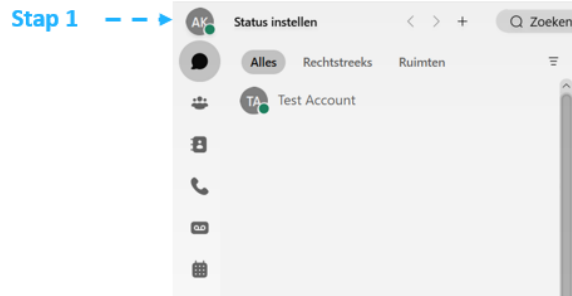 Stap 1
AK
Status instellen
Zoeken
Alles Rechtstreeks Ruimten
TA Test Account